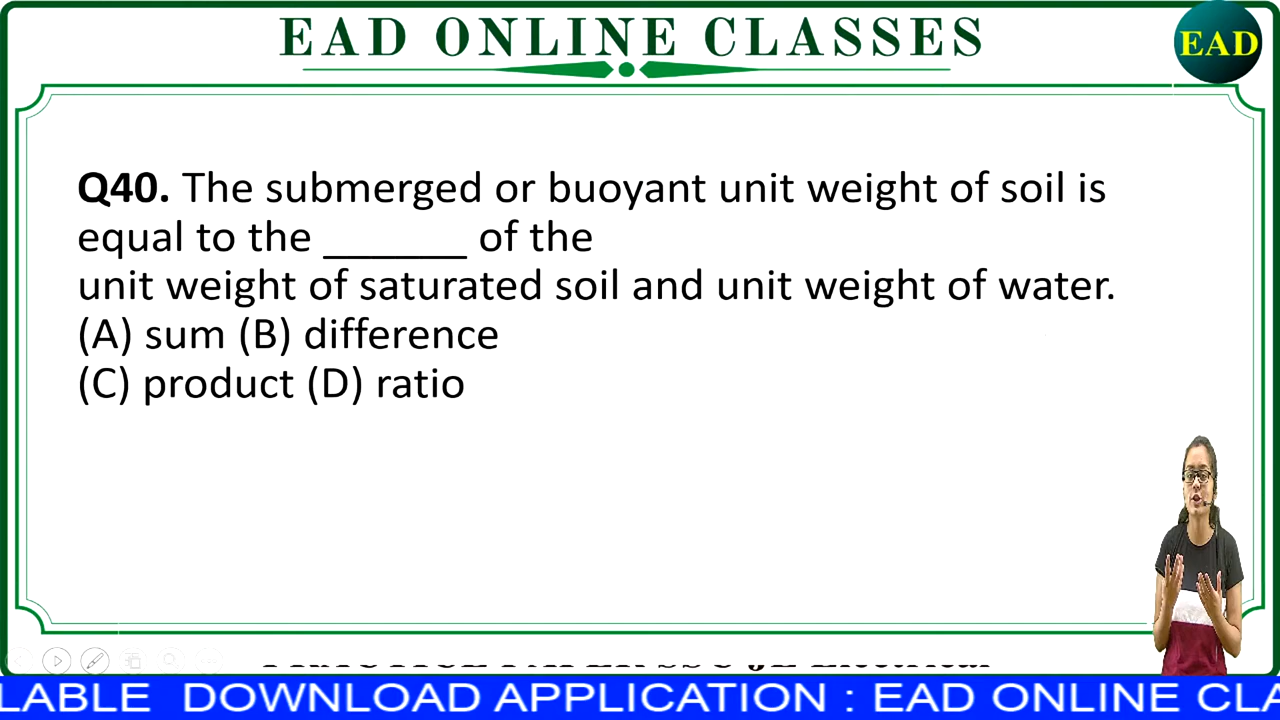 EAD ONLINE CLASSES
EAD
Q40. The submerged or buoyant unit weight of soil is
equal to the _______ of the
unit weight of saturated soil and unit weight of water.
(A) sum (B) difference
(C) product (D) ratio
LABLE DOWNLOAD APPLICATION : EAD ONLINE CLA